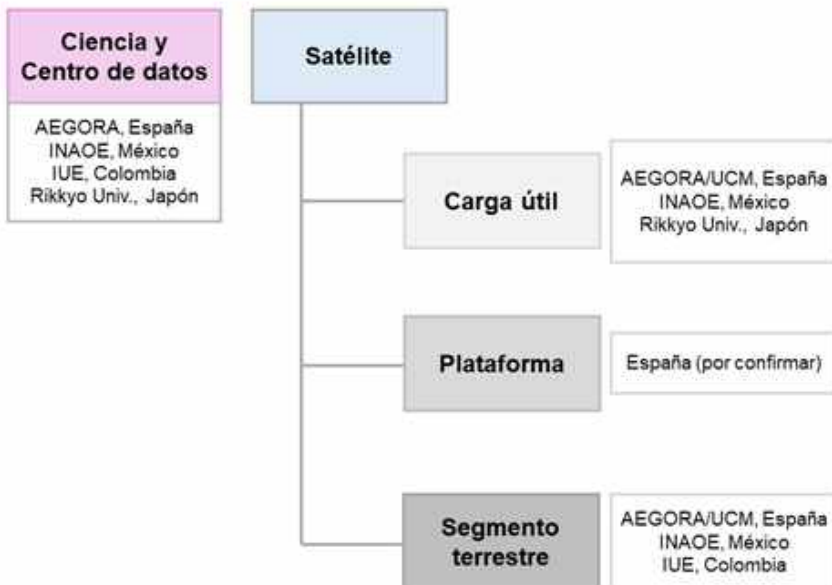 Ciencia y
Centro de datos
AEGORA, España
INAOE, México
IUE, Colombia
Rikkyo Univ., Japón
Satélite
Carga útil
AEGORA/UCM, España
INAOE, México
Rikkyo Univ., Japón
Plataforma
España (por confirmar)
Segmento
terrestre
AEGORA/UCM, España
INAOE, México
IUE, Colombia